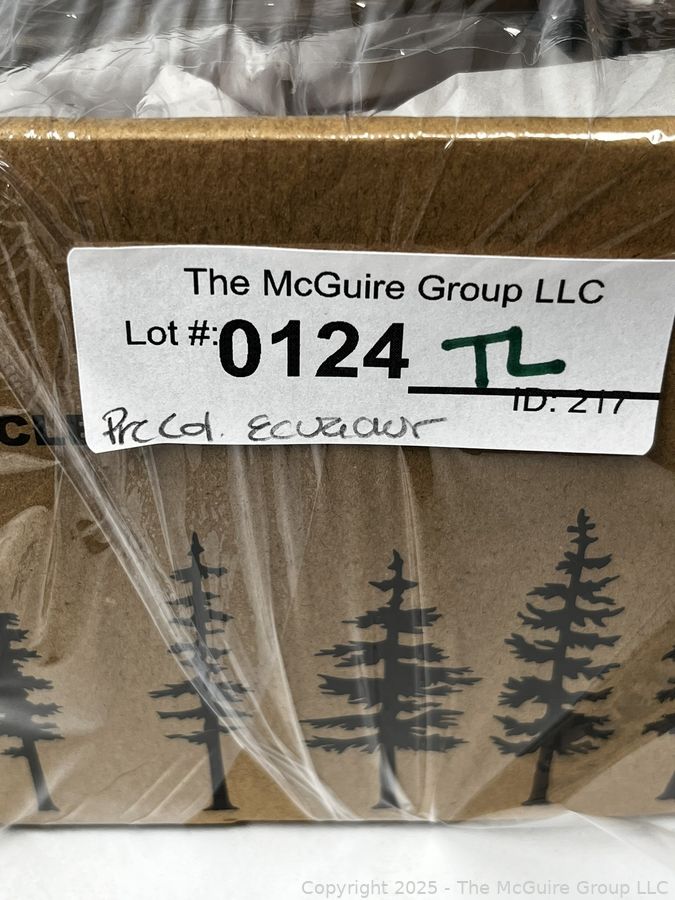 The McGuire Group LLC
Lot #: 0124 TL
ID: 217
Pre Col. Ecuador
CLE
Copyright 2025 - The McGuire Group LLC